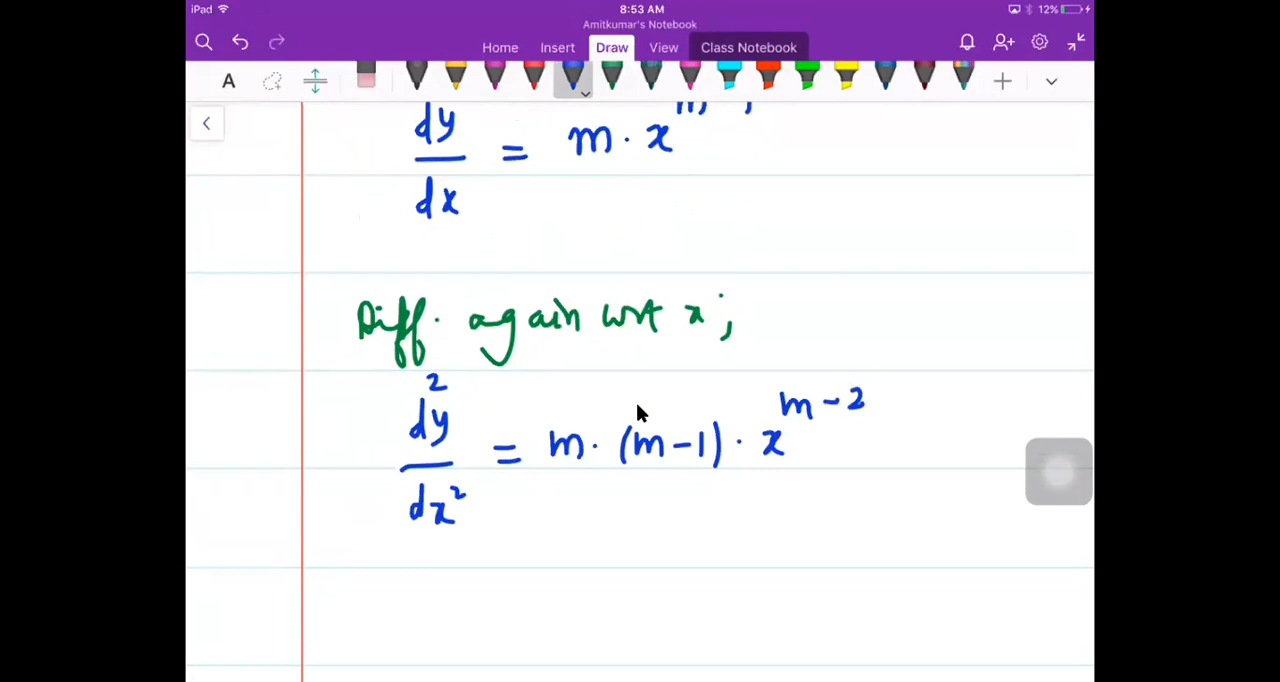 iPad 8:53 AM 12%
Amitkumar's Notebook
Home Insert Draw View Class Notebook
A
dy/dx = m · x
Diff. again wrt x;
d²y/dx² = m · (m-1) · x^(m-2)